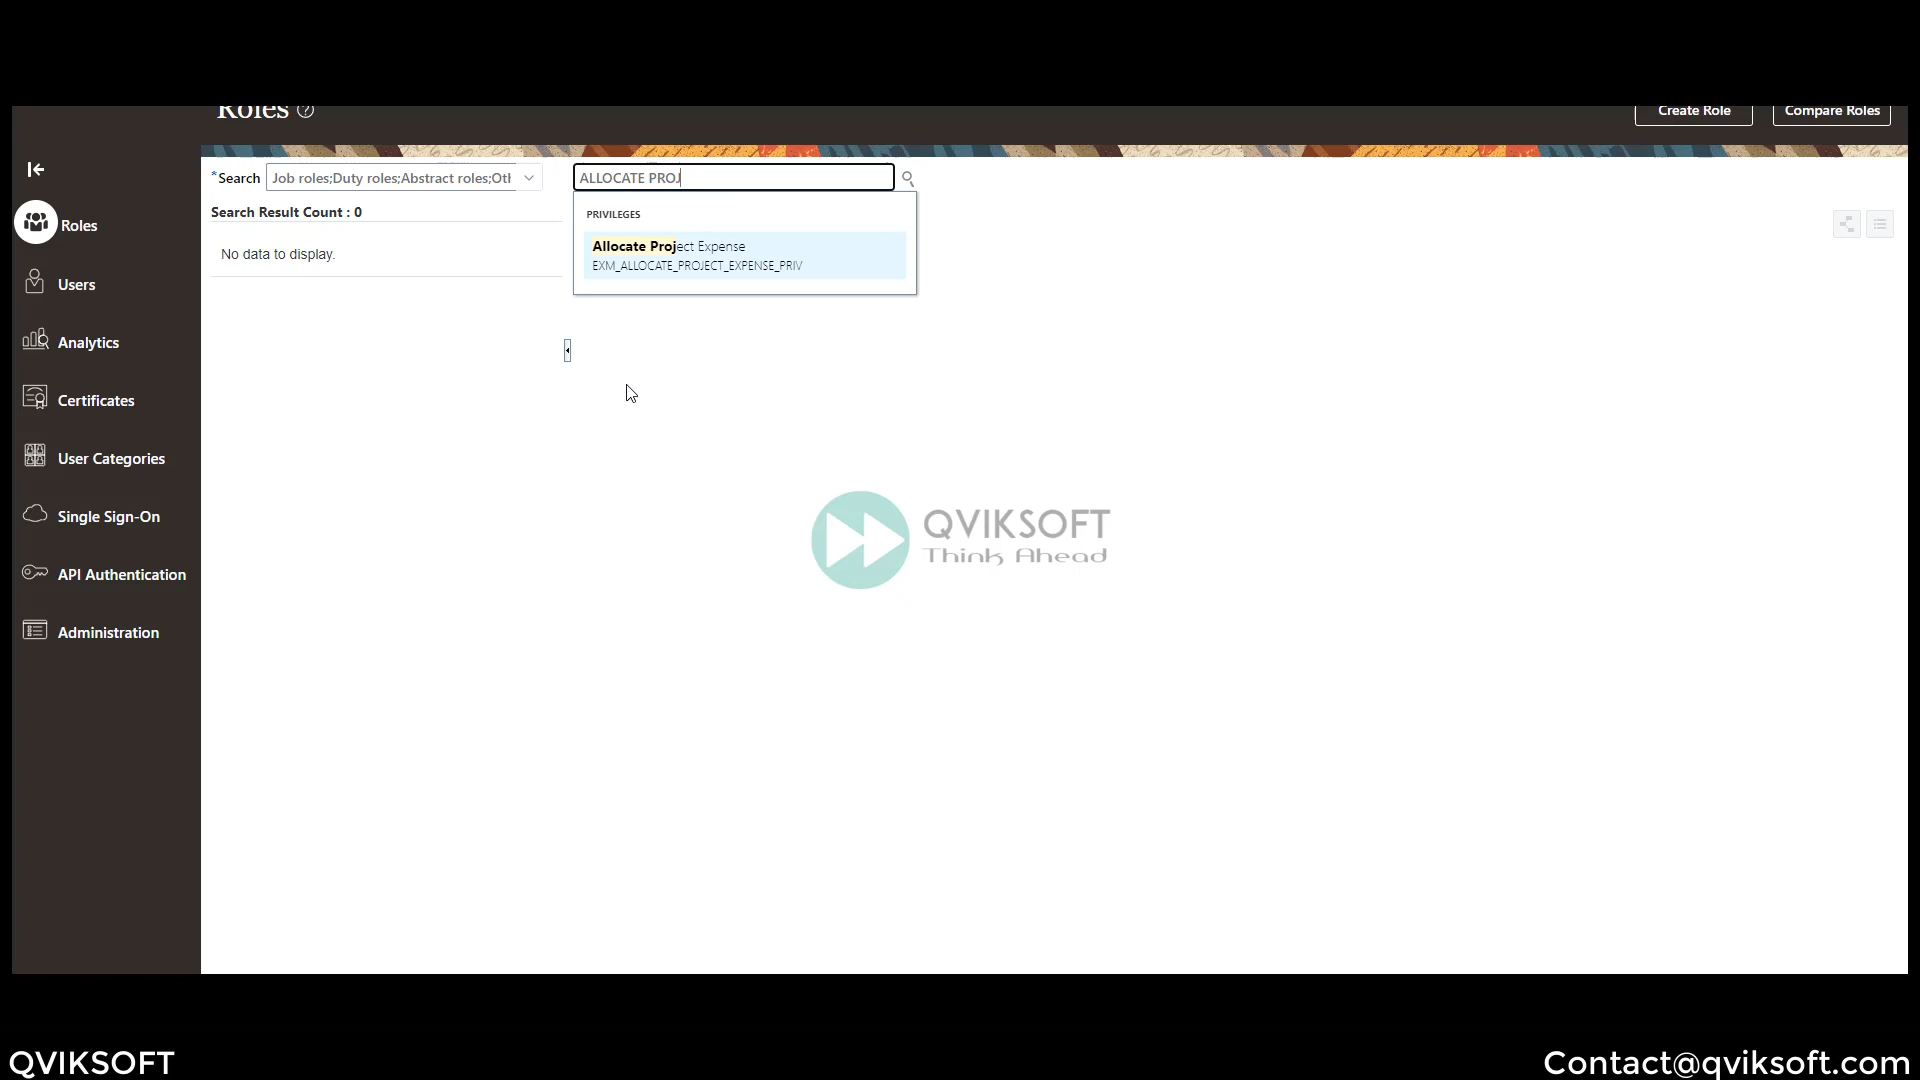 Roles
Create Role
Compare Roles
*Search
Job roles;Duty roles;Abstract roles;Oth
ALLOCATE PROJ
Search Result Count : 0
No data to display.
PRIVILEGES
Allocate Project Expense
EXM_ALLOCATE_PROJECT_EXPENSE_PRIV
Roles
Users
Analytics
Certificates
User Categories
Single Sign-On
API Authentication
Administration
QVIKSOFT
Think Ahead
QVIKSOFT
Contact@qviksoft.com